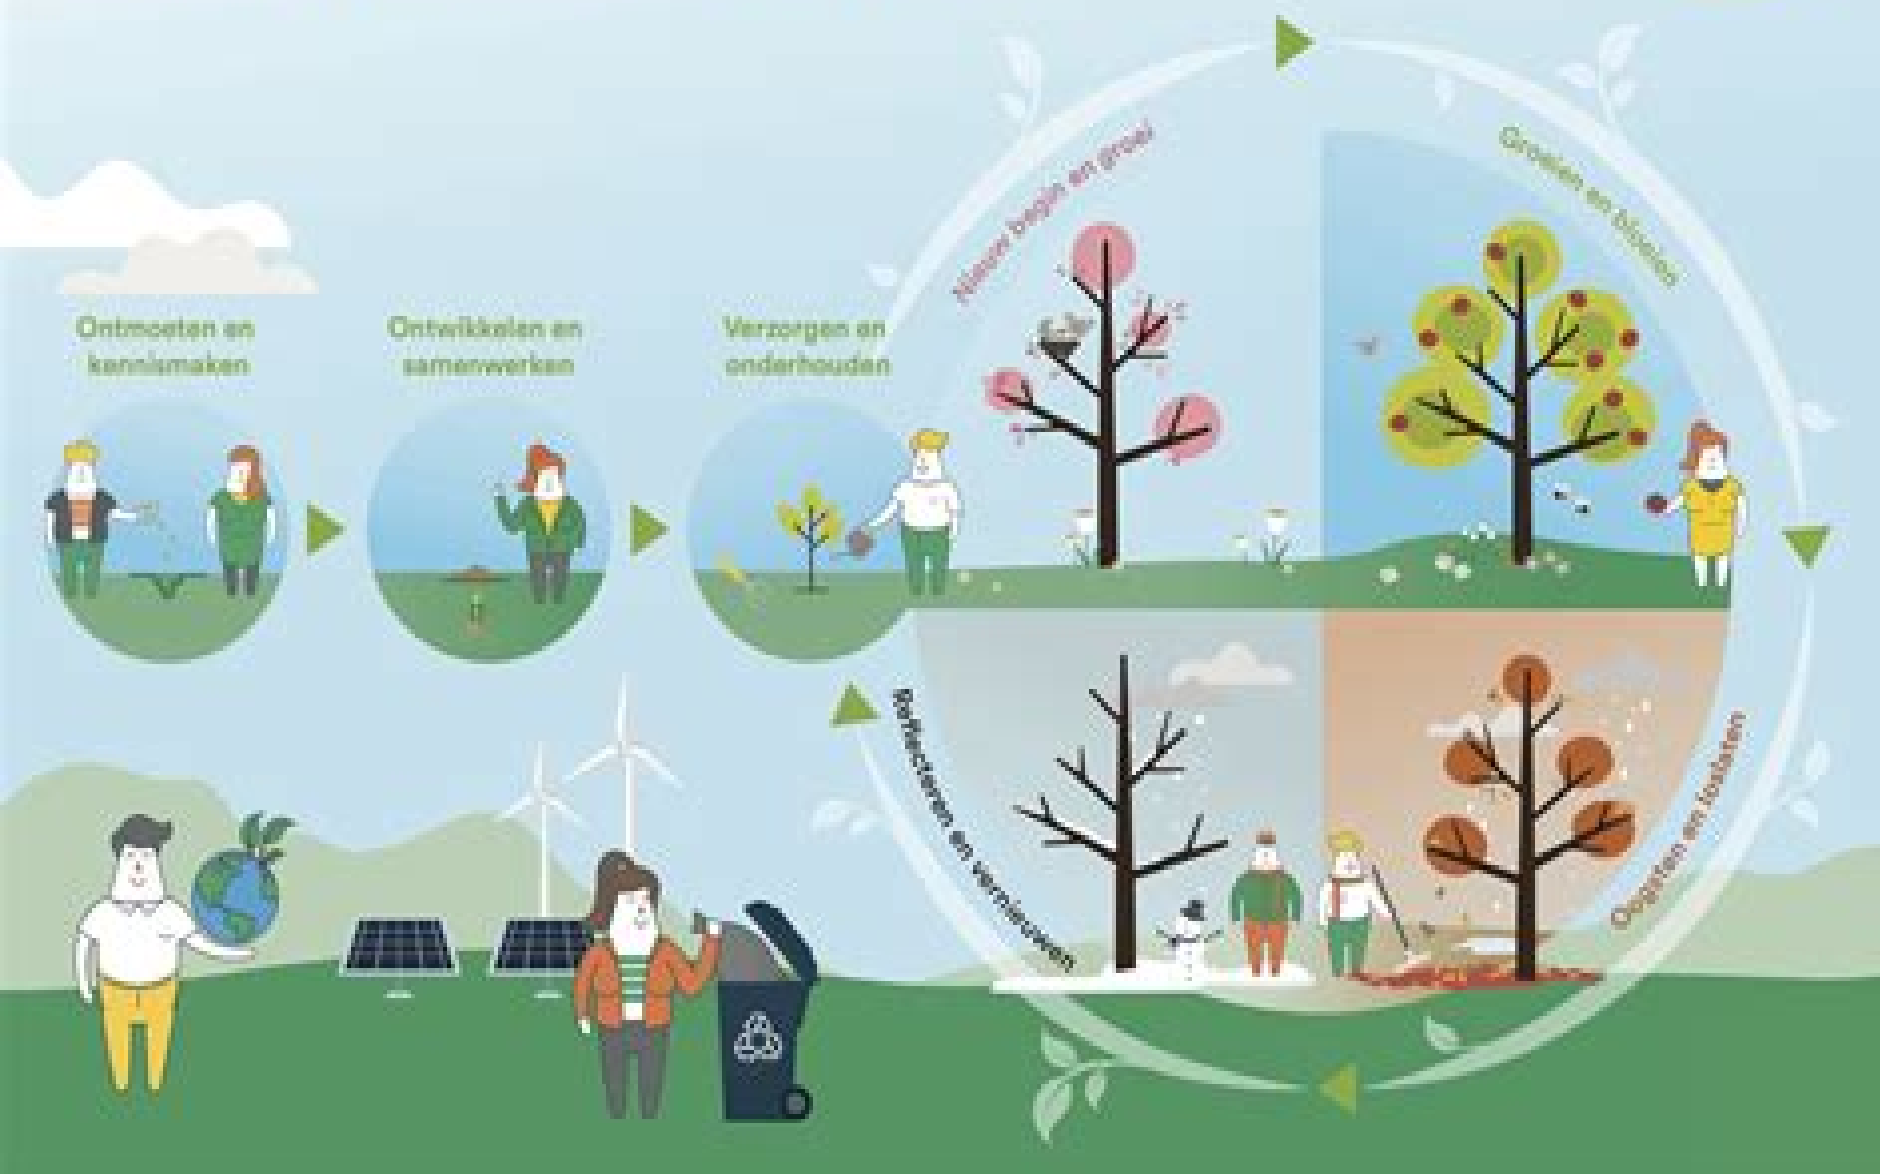 Ontmoeten en
kennismaken
Ontwikkelen en
samenwerken
Verzorgen en
onderhouden
Nieuw begin en groei
Groeien en bloeien
Oogsten en loslaten
Reflecteren en vernieuwen